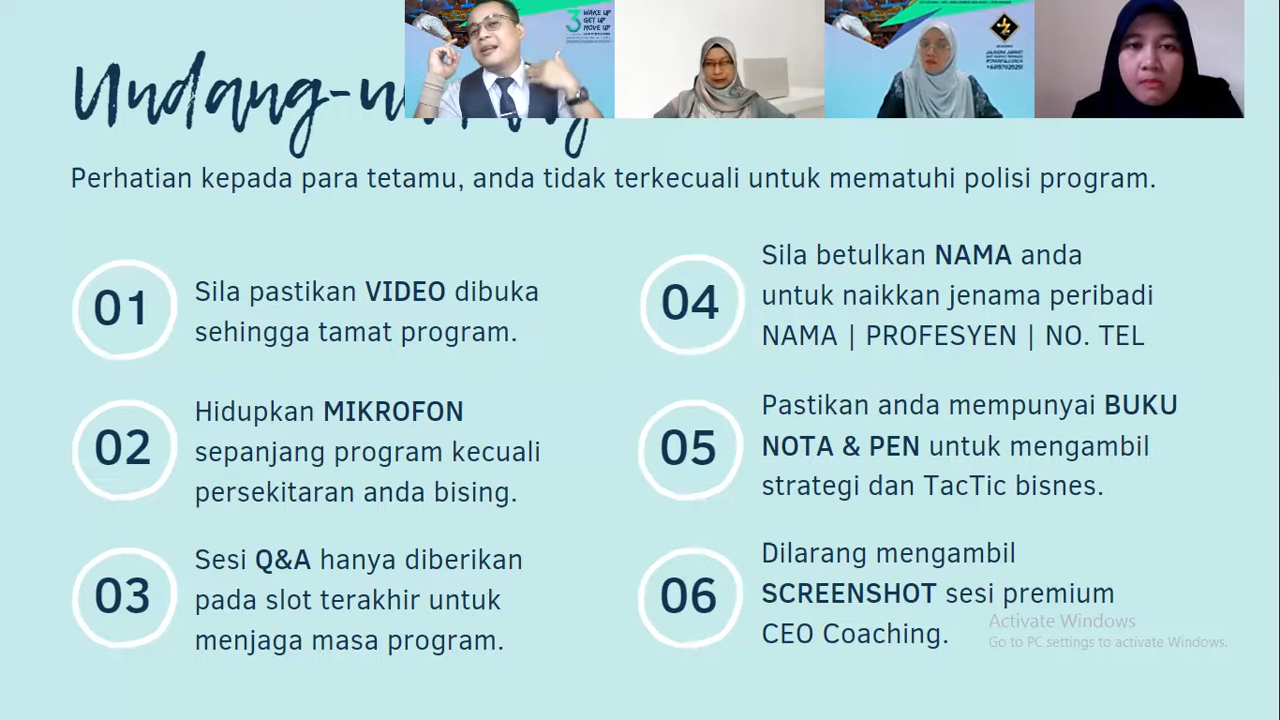 3 WAKE UP
GET UP
MOVE UP
Perhatian kepada para tetamu, anda tidak terkecuali untuk mematuhi polisi program.
01
Sila pastikan VIDEO dibuka
sehingga tamat program.
02
Hidupkan MIKROFON
sepanjang program kecuali
persekitaran anda bising.
03
Sesi Q&A hanya diberikan
pada slot terakhir untuk
menjaga masa program.
04
Sila betulkan NAMA anda
untuk naikkan jenama peribadi
NAMA | PROFESYEN | NO. TEL
05
Pastikan anda mempunyai BUKU
NOTA & PEN untuk mengambil
strategi dan TacTic bisnes.
06
Dilarang mengambil
SCREENSHOT sesi premium
CEO Coaching.
Activate Windows
Go to PC settings to activate Windows.